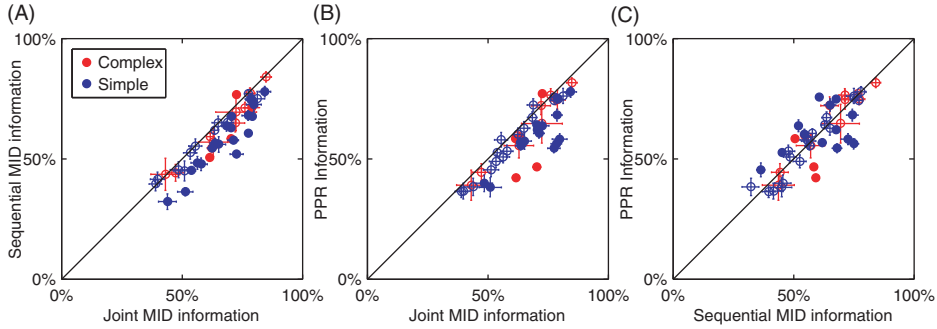 (A)
Sequential MID information
100%
50%
0%
Complex
Simple
0%
50%
100%
Joint MID information
(B)
PPR Information
100%
50%
0%
0%
50%
100%
Joint MID information
(C)
PPR Information
100%
50%
0%
0%
50%
100%
Sequential MID information